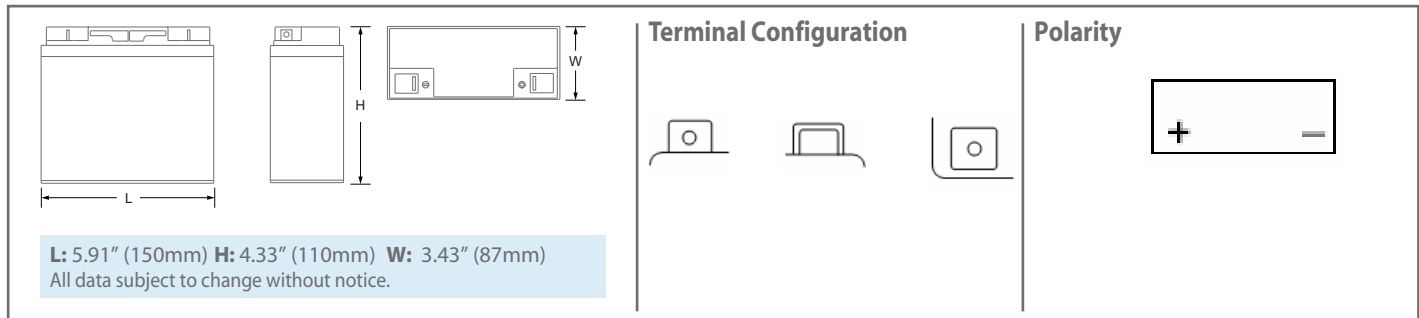 H
W
L
L: 5.91” (150mm) H: 4.33” (110mm) W: 3.43” (87mm)
All data subject to change without notice.
Terminal Configuration
Polarity
+ −